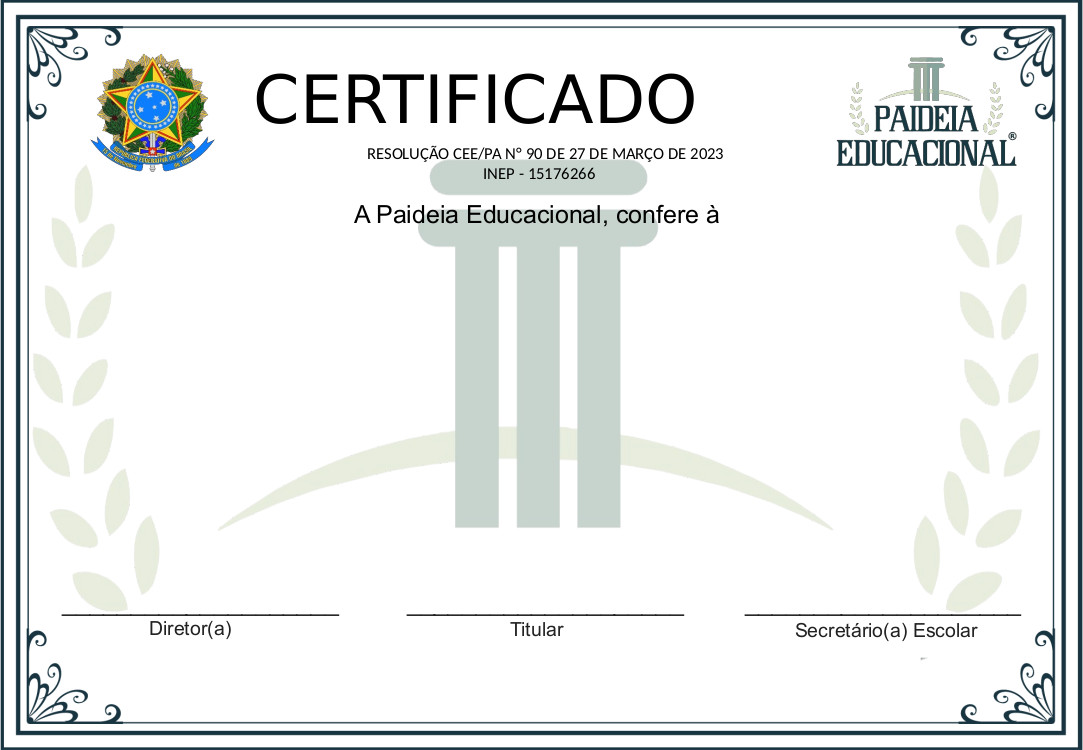 CERTIFICADO
PAIDEIA
EDUCACIONAL®
RESOLUÇÃO CEE/PA N° 90 DE 27 DE MARÇO DE 2023
INEP - 15176266
A Paideia Educacional, confere à
Diretor(a)
Titular
Secretário(a) Escolar